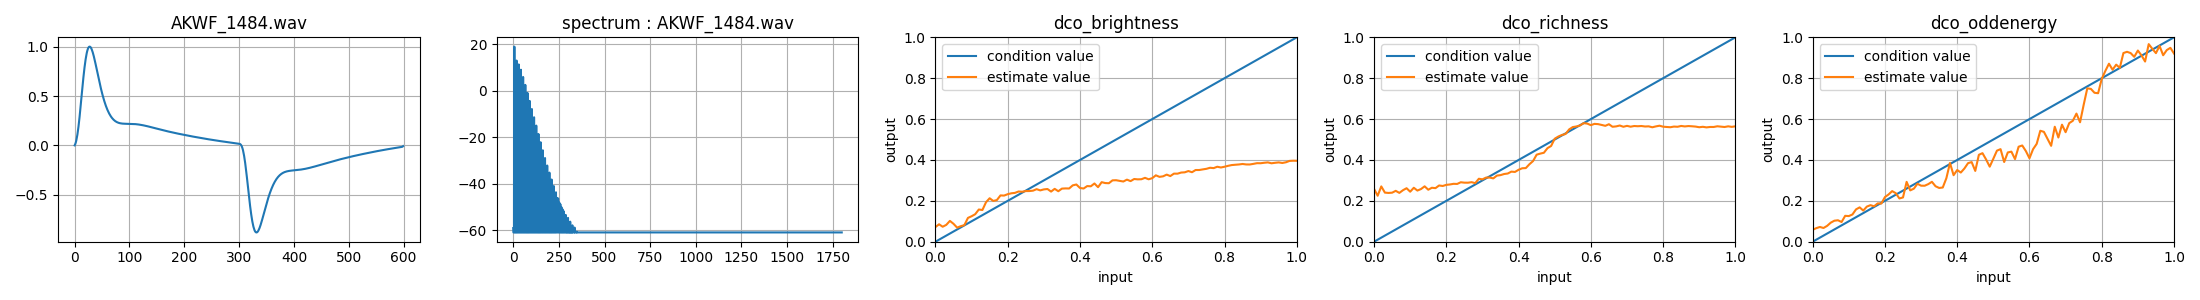 AKWF_1484.wav
1.0
0.5
0.0
−0.5
0 100 200 300 400 500 600
spectrum : AKWF_1484.wav
20
0
−20
−40
−60
0 250 500 750 1000 1250 1500 1750
dco_brightness
condition value
estimate value
output
1.0
0.8
0.6
0.4
0.2
0.0
0.0 0.2 0.4 0.6 0.8 1.0
input
dco_richness
condition value
estimate value
output
1.0
0.8
0.6
0.4
0.2
0.0
0.0 0.2 0.4 0.6 0.8 1.0
input
dco_oddenergy
condition value
estimate value
output
1.0
0.8
0.6
0.4
0.2
0.0
0.0 0.2 0.4 0.6 0.8 1.0
input